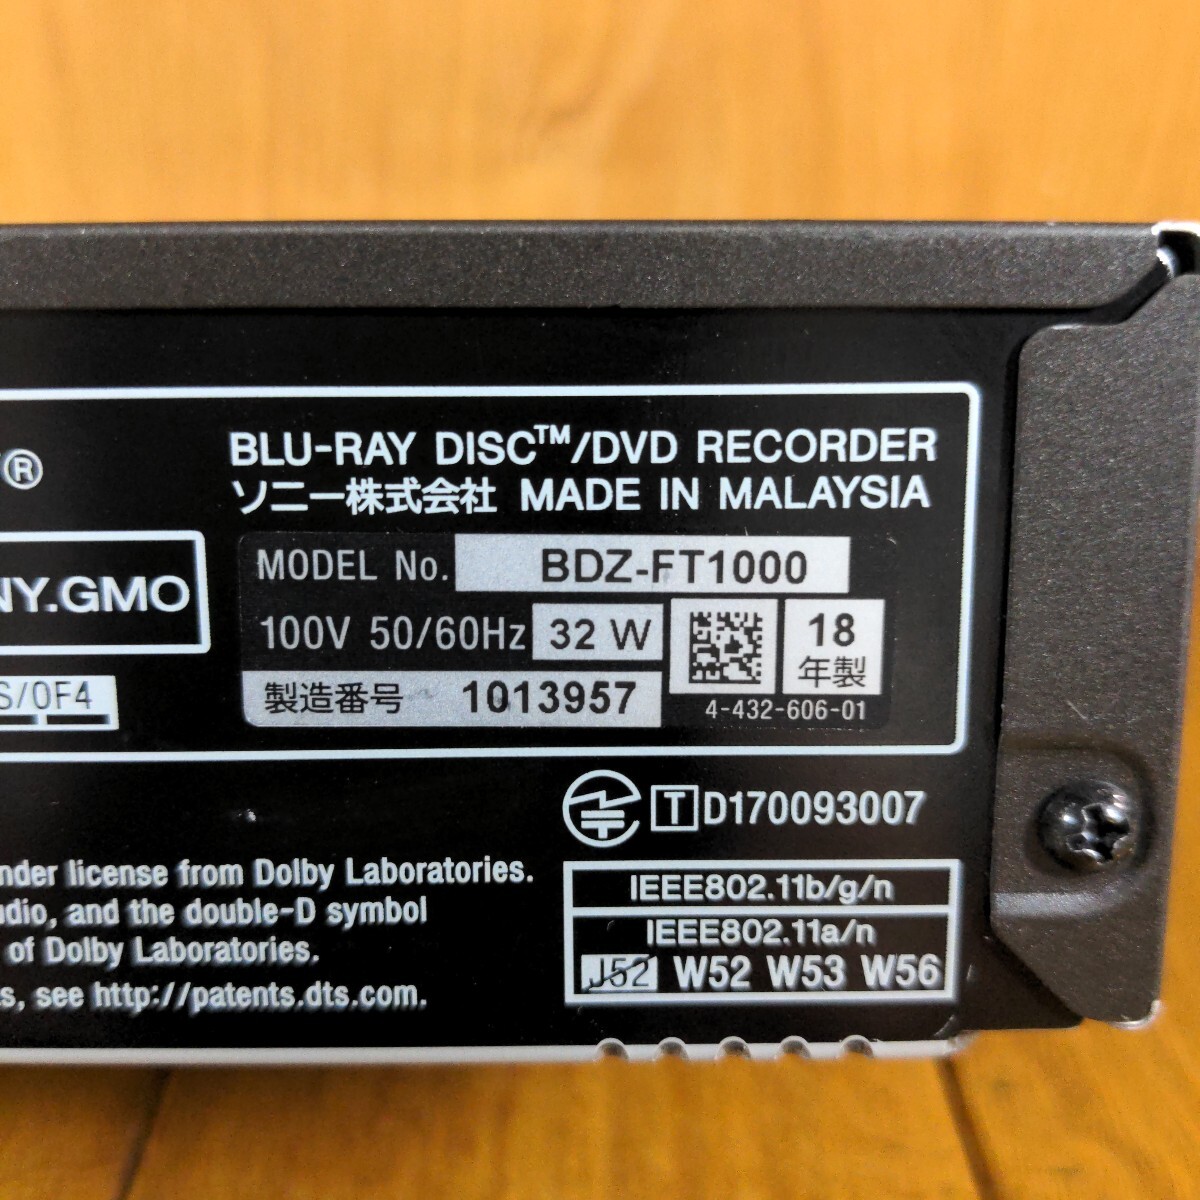 ®
BLU-RAY DISC™/DVD RECORDER
ソニー株式会社 MADE IN MALAYSIA
NY.GMO
MODEL No. BDZ-FT1000
100V 50/60Hz 32 W
18
年製
S/OF4
製造番号 1013957
4-432-606-01
T D170093007
nder license from Dolby Laboratories.
udio, and the double-D symbol
of Dolby Laboratories.
ts, see http://patents.dts.com.
IEEE802.11b/g/n
IEEE802.11a/n
J52 W52 W53 W56